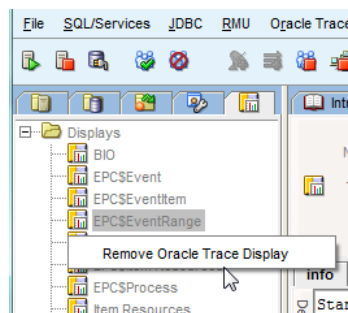 File SQL/Services JDBC RMU Oracle Trace
Intr
Displays
BIO
EPC$Event
EPC$EventItem
EPC$EventRange
Remove Oracle Trace Display
EPC$Process
Item Resources
info
Star